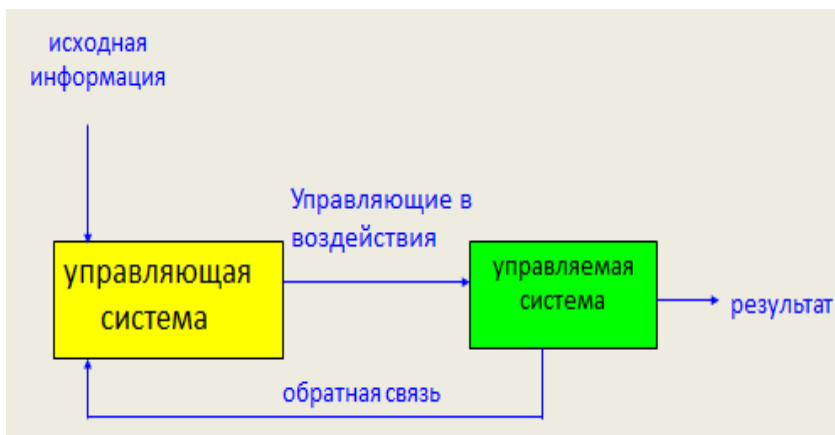 исходная
информация
Управляющие в
воздействия
управляющая
система
управляемая
система
результат
обратная связь